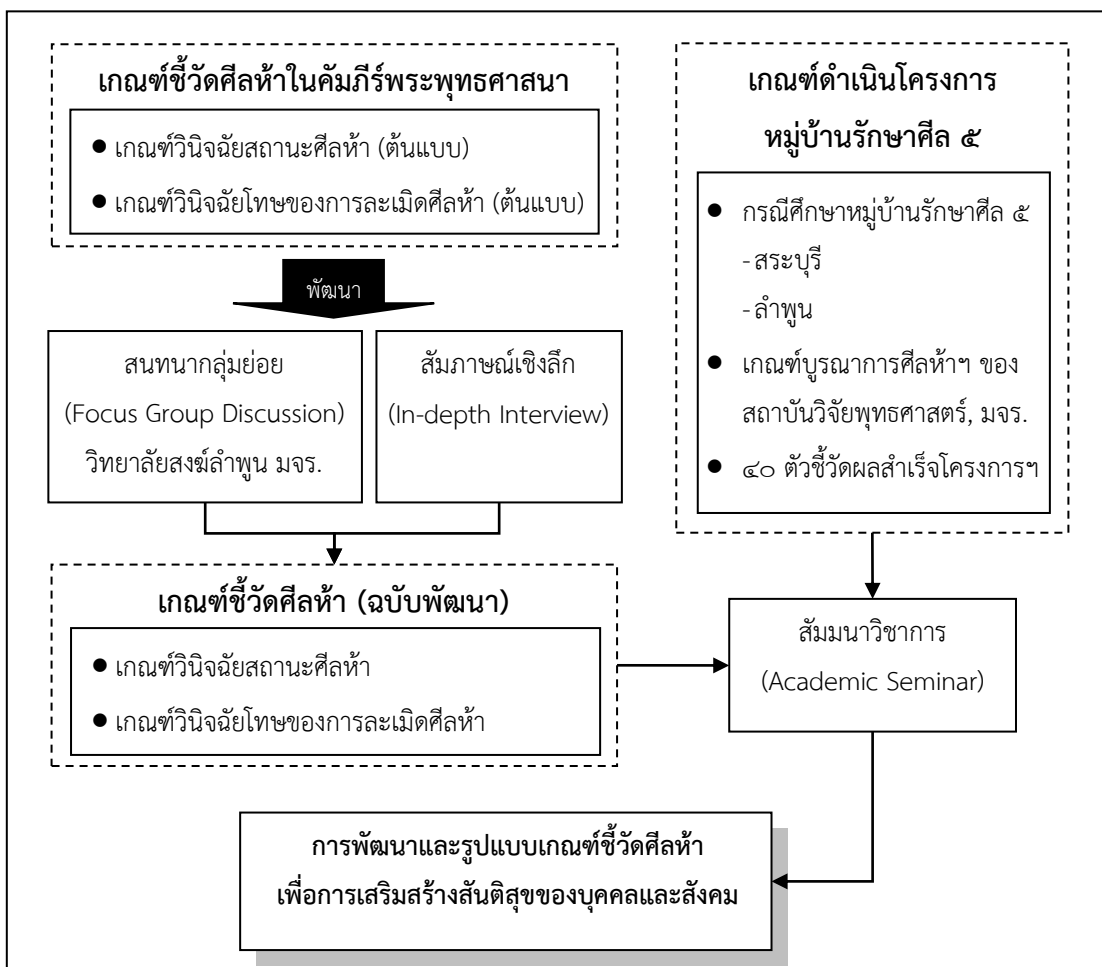 เกณฑ์ชี้วัดศีลห้าในคัมภีร์พระพุทธศาสนา
● เกณฑ์วินิจฉัยสถานะศีลห้า (ต้นแบบ)
● เกณฑ์วินิจฉัยโทษของการละเมิดศีลห้า (ต้นแบบ)
พัฒนา
สนทนากลุ่มย่อย
(Focus Group Discussion)
วิทยาลัยสงฆ์ลำพูน มจร.
สัมภาษณ์เชิงลึก
(In-depth Interview)
เกณฑ์ชี้วัดศีลห้า (ฉบับพัฒนา)
● เกณฑ์วินิจฉัยสถานะศีลห้า
● เกณฑ์วินิจฉัยโทษของการละเมิดศีลห้า
เกณฑ์ดำเนินโครงการ
หมู่บ้านรักษาศีล ๕
● กรณีศึกษาหมู่บ้านรักษาศีล ๕
-สระบุรี
-ลำพูน
● เกณฑ์บูรณาการศีลห้าฯ ของ
สถาบันวิจัยพุทธศาสตร์, มจร.
● ๔๐ ตัวชี้วัดผลสำเร็จโครงการฯ
สัมมนาวิชาการ
(Academic Seminar)
การพัฒนาและรูปแบบเกณฑ์ชี้วัดศีลห้า
เพื่อการเสริมสร้างสันติสุขของบุคคลและสังคม